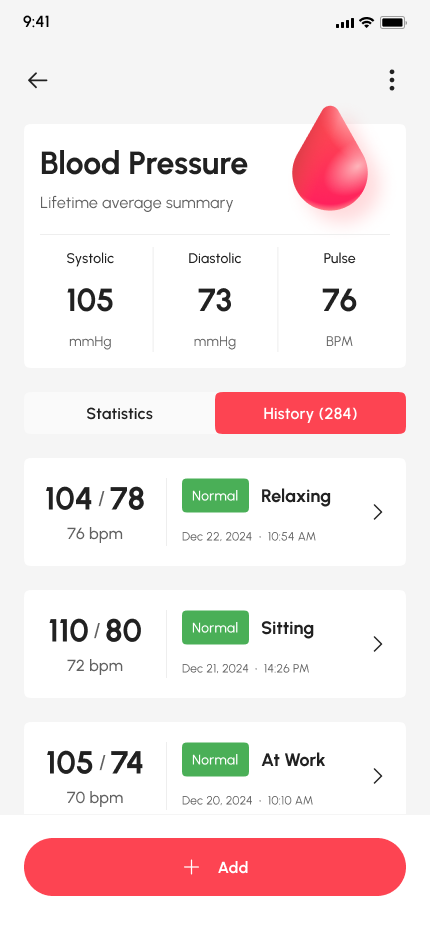 9:41
Blood Pressure
Lifetime average summary
Systolic Diastolic Pulse
105 73 76
mmHg mmHg BPM
Statistics History (284)
104 / 78 Normal Relaxing
76 bpm Dec 22, 2024 · 10:54 AM
110 / 80 Normal Sitting
72 bpm Dec 21, 2024 · 14:26 PM
105 / 74 Normal At Work
70 bpm Dec 20, 2024 · 10:10 AM
Add